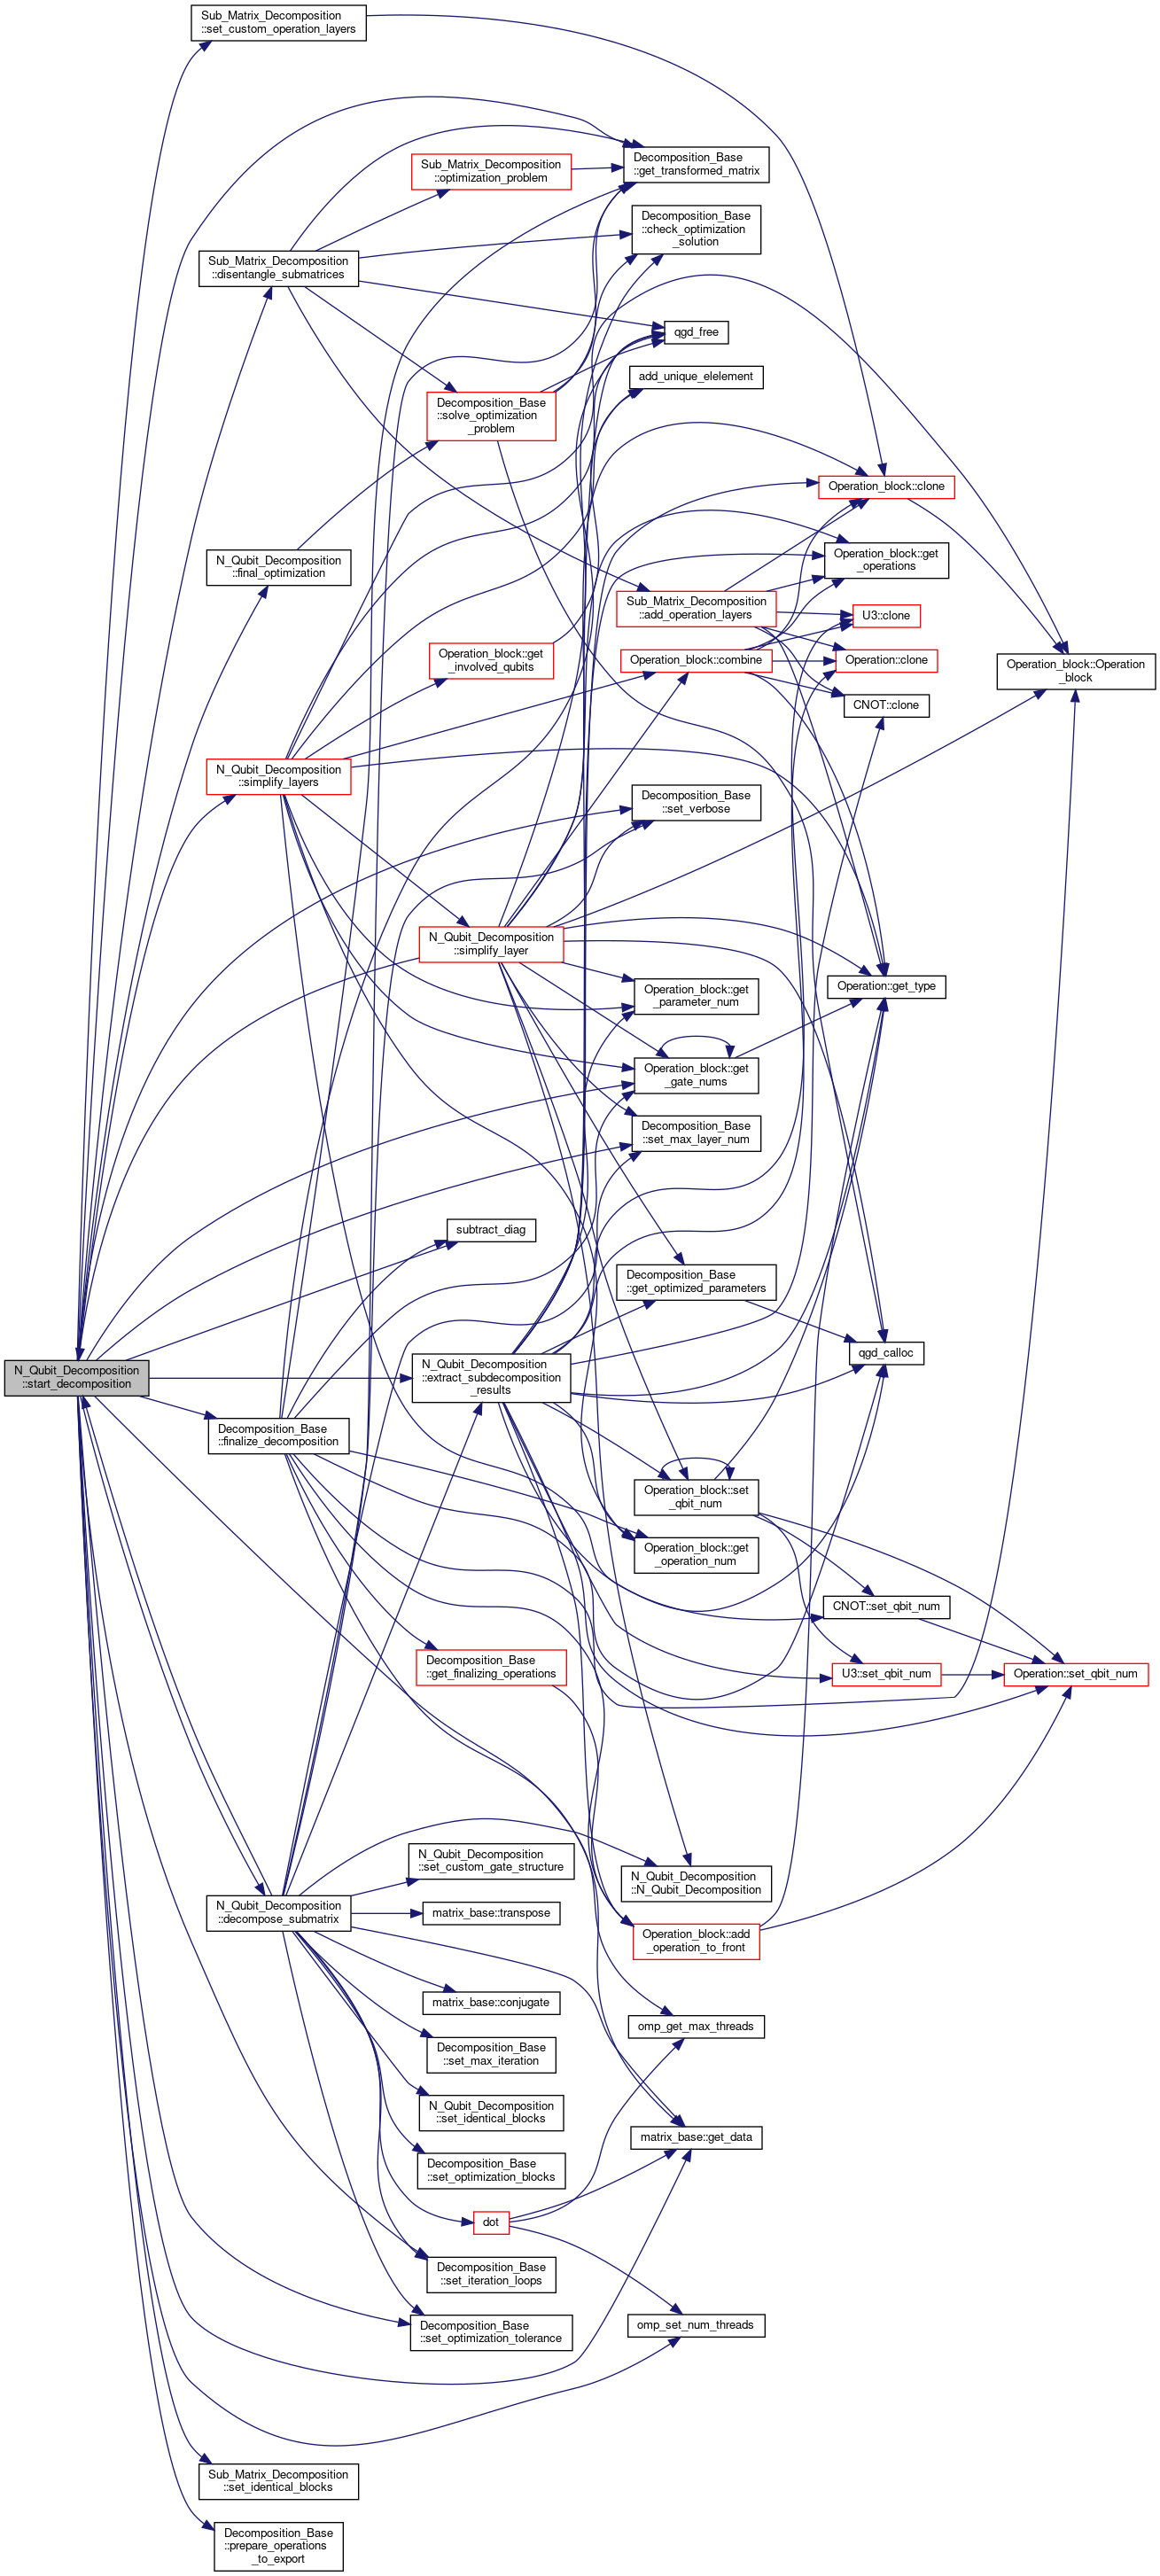 Sub_Matrix_Decomposition
::set_custom_operation_layers
Decomposition_Base
::get_transformed_matrix
Sub_Matrix_Decomposition
::optimization_problem
Decomposition_Base
::check_optimization
_solution
Sub_Matrix_Decomposition
::disentangle_submatrices
qgd_free
add_unique_elelement
Decomposition_Base
::solve_optimization
_problem
Operation_block::clone
Operation_block::get
_operations
N_Qubit_Decomposition
::final_optimization
Sub_Matrix_Decomposition
::add_operation_layers
U3::clone
Operation_block::get
_involved_qubits
Operation_block::combine
Operation::clone
Operation_block::Operation
_block
CNOT::clone
N_Qubit_Decomposition
::simplify_layers
Decomposition_Base
::set_verbose
N_Qubit_Decomposition
::simplify_layer
Operation_block::get
_parameter_num
Operation::get_type
Operation_block::get
_gate_nums
Decomposition_Base
::set_max_layer_num
subtract_diag
Decomposition_Base
::get_optimized_parameters
qgd_calloc
N_Qubit_Decomposition
::start_decomposition
N_Qubit_Decomposition
::extract_subdecomposition
_results
Decomposition_Base
::finalize_decomposition
Operation_block::set
_qbit_num
Operation_block::get
_operation_num
CNOT::set_qbit_num
Decomposition_Base
::get_finalizing_operations
U3::set_qbit_num
Operation::set_qbit_num
N_Qubit_Decomposition
::set_custom_gate_structure
N_Qubit_Decomposition
::N_Qubit_Decomposition
N_Qubit_Decomposition
::decompose_submatrix
matrix_base::transpose
Operation_block::add
_operation_to_front
matrix_base::conjugate
omp_get_max_threads
Decomposition_Base
::set_max_iteration
N_Qubit_Decomposition
::set_identical_blocks
matrix_base::get_data
Decomposition_Base
::set_optimization_blocks
dot
Decomposition_Base
::set_iteration_loops
Decomposition_Base
::set_optimization_tolerance
omp_set_num_threads
Sub_Matrix_Decomposition
::set_identical_blocks
Decomposition_Base
::prepare_operations
_to_export